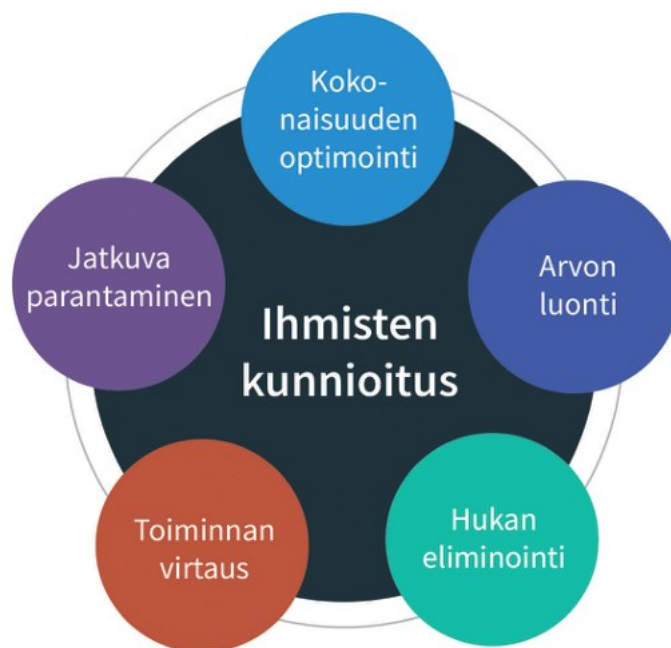 Koko-
naisuuden
optimointi
Arvon
luonti
Hukan
eliminointi
Toiminnan
virtaus
Jatkuva
parantaminen
Ihmisten
kunnioitus